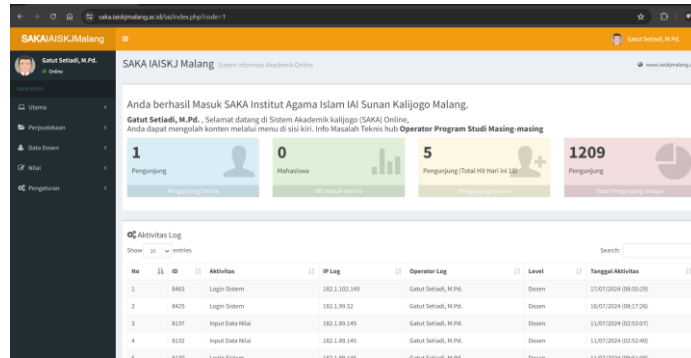 saka.iaiskjmalang.ac.id/iai/index.php?code=1
SAKAIAISKJMalang
Gatut Setiadi, M.Pd.
Gatut Setiadi, M.Pd.
Online
MAIN MENU
Utama
Perpustakaan
Data Dosen
Nilai
Pengaturan
SAKA IAISKJ Malang Sistem Informasi Akademik Online
Anda berhasil Masuk SAKA Institut Agama Islam IAI Sunan Kalijogo Malang.
Gatut Setiadi, M.Pd. , Selamat datang di Sistem Akademik kalijogo (SAKA) Online,
Anda dapat mengolah konten melalui menu di sisi kiri. Info Masalah Teknis hub Operator Program Studi Masing-masing
1
Pengunjung
Pengunjung Online
0
Mahasiswa
5
Pengunjung (Total Hit Hari ini 18)
Pengunjung Hari ini
1209
Pengunjung
Total Pengunjung Unique
Aktivitas Log
Show 10 entries
Search:
No ID Aktivitas IP Log Operator Log Level Tanggal Aktivitas
1 8463 Login Sistem 182.1.102.149 Gatut Setiadi, M.Pd. Dosen 17/07/2024 (08:55:29)
2 8425 Login Sistem 182.1.99.52 Gatut Setiadi, M.Pd. Dosen 16/07/2024 (08:17:26)
3 8137 Input Data Nilai 182.1.89.145 Gatut Setiadi, M.Pd. Dosen 11/07/2024 (02:53:07)
4 8132 Input Data Nilai 182.1.89.145 Gatut Setiadi, M.Pd. Dosen 11/07/2024 (02:52:40)